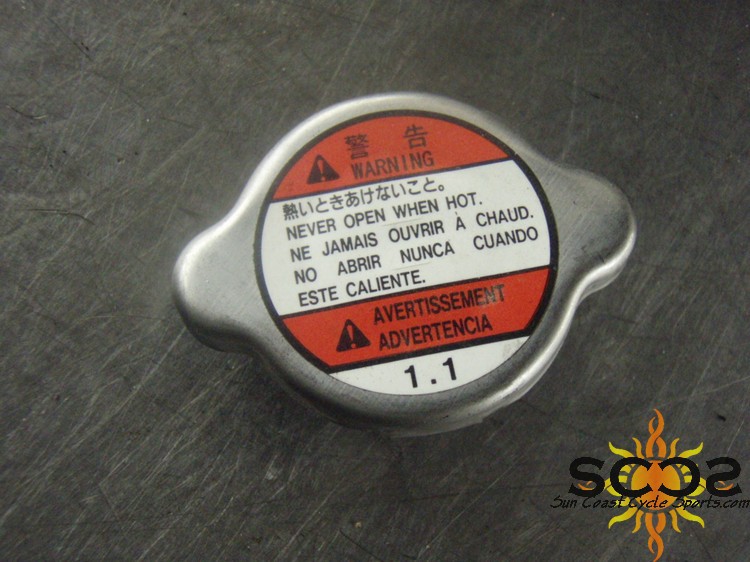 警告
WARNING
熱いときあけないこと。
NEVER OPEN WHEN HOT.
NE JAMAIS OUVRIR À CHAUD.
NO ABRIR NUNCA CUANDO
ESTE CALIENTE.
AVERTISSEMENT
ADVERTENCIA
1.1
SCCS
Sun Coast Cycle Sports.com